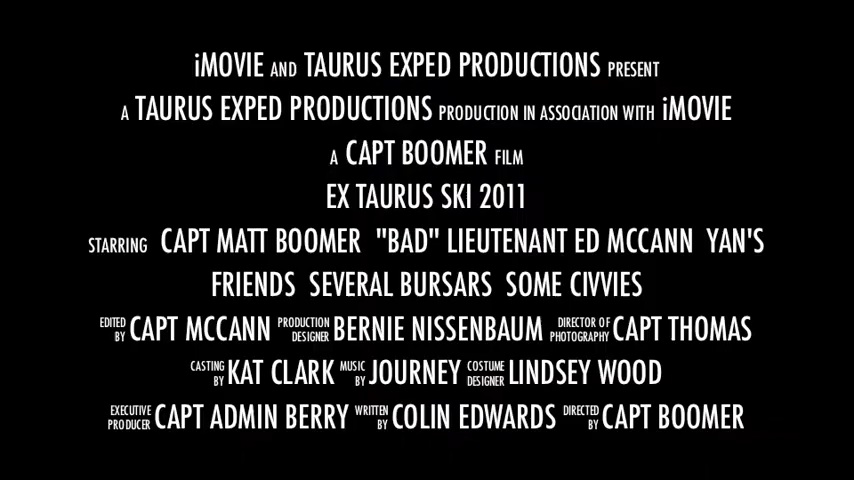 iMOVIE AND TAURUS EXPED PRODUCTIONS PRESENT
A TAURUS EXPED PRODUCTIONS PRODUCTION IN ASSOCIATION WITH iMOVIE
A CAPT BOOMER FILM
EX TAURUS SKI 2011
STARRING CAPT MATT BOOMER "BAD" LIEUTENANT ED MCCANN YAN'S
FRIENDS SEVERAL BURSARS SOME CIVVIES
EDITED BY CAPT MCCANN PRODUCTION DESIGNER BERNIE NISSENBAUM DIRECTOR OF PHOTOGRAPHY CAPT THOMAS
CASTING BY KAT CLARK MUSIC BY JOURNEY COSTUME DESIGNER LINDSEY WOOD
EXECUTIVE PRODUCER CAPT ADMIN BERRY WRITTEN BY COLIN EDWARDS DIRECTED BY CAPT BOOMER